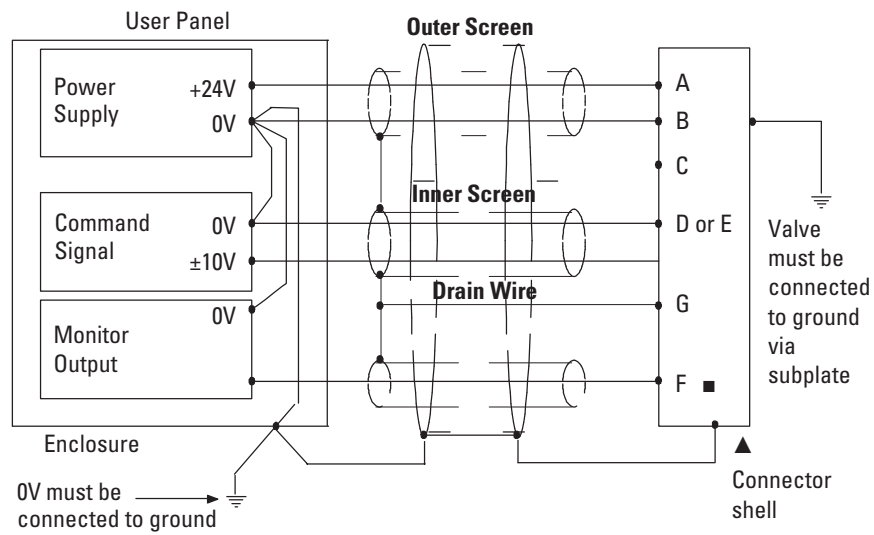 User Panel
Outer Screen
Power
Supply
+24V
0V
A
B
C
Inner Screen
Command
Signal
0V
±10V
D or E
Valve
must be
connected
to ground
via
subplate
Drain Wire
0V
G
Monitor
Output
F
Enclosure
Connector
shell
0V must be
connected to ground